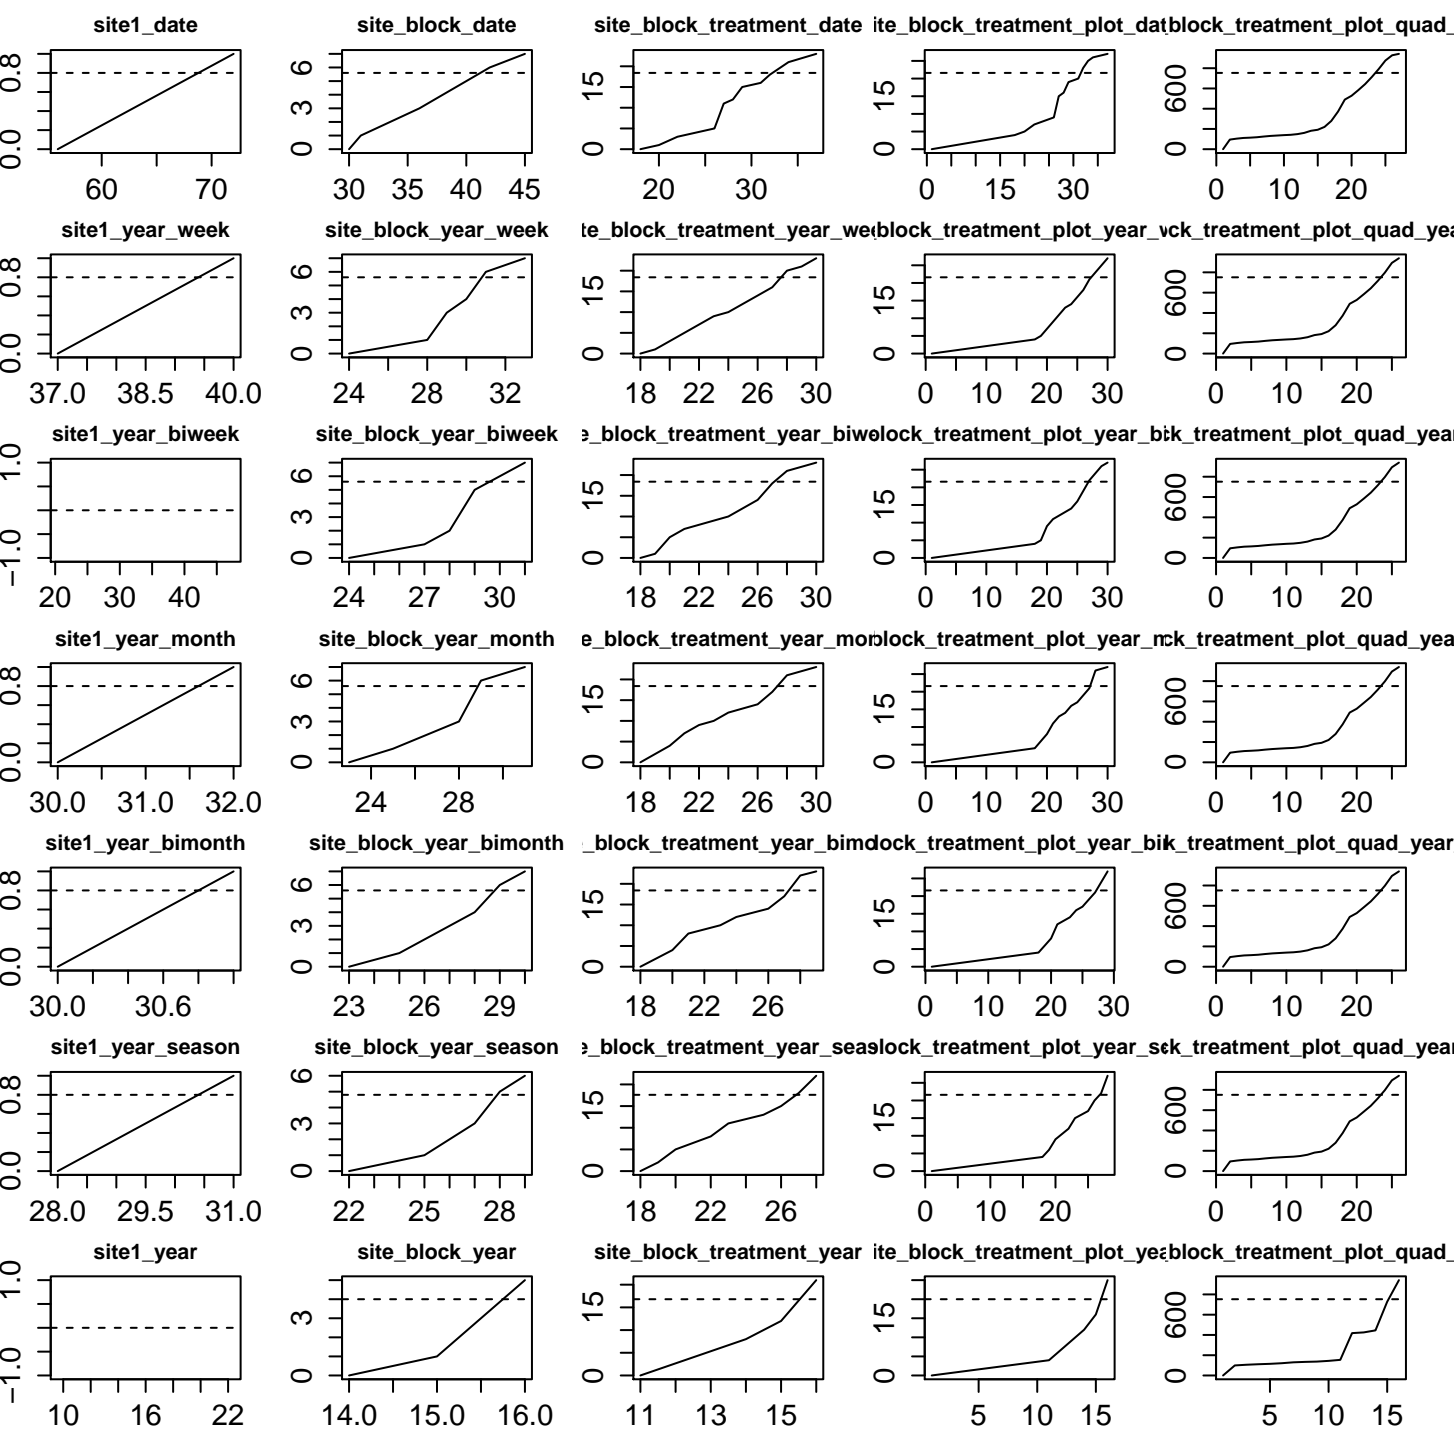 site1_date site_block_date site_block_treatment_date ite_block_treatment_plot_dat block_treatment_plot_quad_
0.8 6 15 15 600
3
0.0 0 0 0 0
60 70 30 35 40 45 20 30 0 15 30 0 10 20
site1_year_week site_block_year_week te_block_treatment_year_wee block_treatment_plot_year_w ck_treatment_plot_quad_yea
0.8 6 15 15 600
3
0.0 0 0 0 0
37.0 38.5 40.0 24 28 32 18 22 26 30 0 10 20 30 0 10 20
site1_year_biweek site_block_year_biweek e_block_treatment_year_biwe lock_treatment_plot_year_bi ck_treatment_plot_quad_year
1.0 6 15 15 600
3
−1.0 0 0 0 0
20 30 40 24 27 30 18 22 26 30 0 10 20 30 0 10 20
site1_year_month site_block_year_month e_block_treatment_year_mon block_treatment_plot_year_m ck_treatment_plot_quad_yea
0.8 6 15 15 600
3
0.0 0 0 0 0
30.0 31.0 32.0 24 28 18 22 26 30 0 10 20 30 0 10 20
site1_year_bimonth site_block_year_bimonth _block_treatment_year_bimo lock_treatment_plot_year_bim k_treatment_plot_quad_year
0.8 6 15 15 600
3
0.0 0 0 0 0
30.0 30.6 23 26 29 18 22 26 0 10 20 30 0 10 20
site1_year_season site_block_year_season e_block_treatment_year_seas lock_treatment_plot_year_se ck_treatment_plot_quad_year
0.8 6 15 15 600
3
0.0 0 0 0 0
28.0 29.5 31.0 22 25 28 18 22 26 0 10 20 0 10 20
site1_year site_block_year site_block_treatment_year ite_block_treatment_plot_yea block_treatment_plot_quad_
1.0 3 15 15 600
−1.0 0 0 0 0
10 16 22 14.0 15.0 16.0 11 13 15 5 10 15 5 10 15